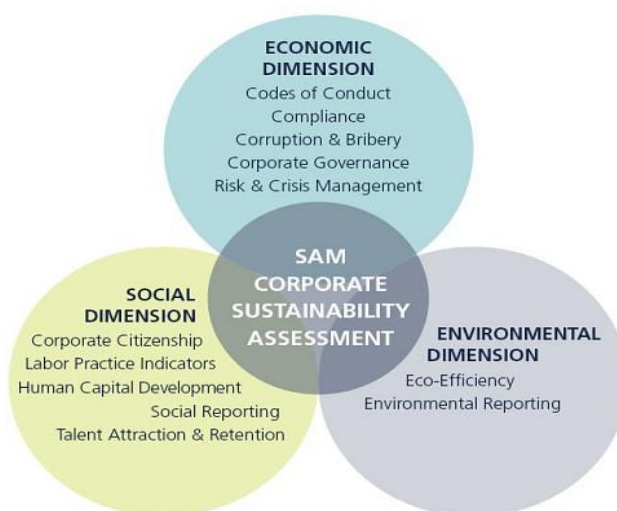 ECONOMIC
DIMENSION
Codes of Conduct
Compliance
Corruption & Bribery
Corporate Governance
Risk & Crisis Management
SAM
CORPORATE
SUSTAINABILITY
ASSESSMENT
SOCIAL
DIMENSION
Corporate Citizenship
Labor Practice Indicators
Human Capital Development
Social Reporting
Talent Attraction & Retention
ENVIRONMENTAL
DIMENSION
Eco-Efficiency
Environmental Reporting